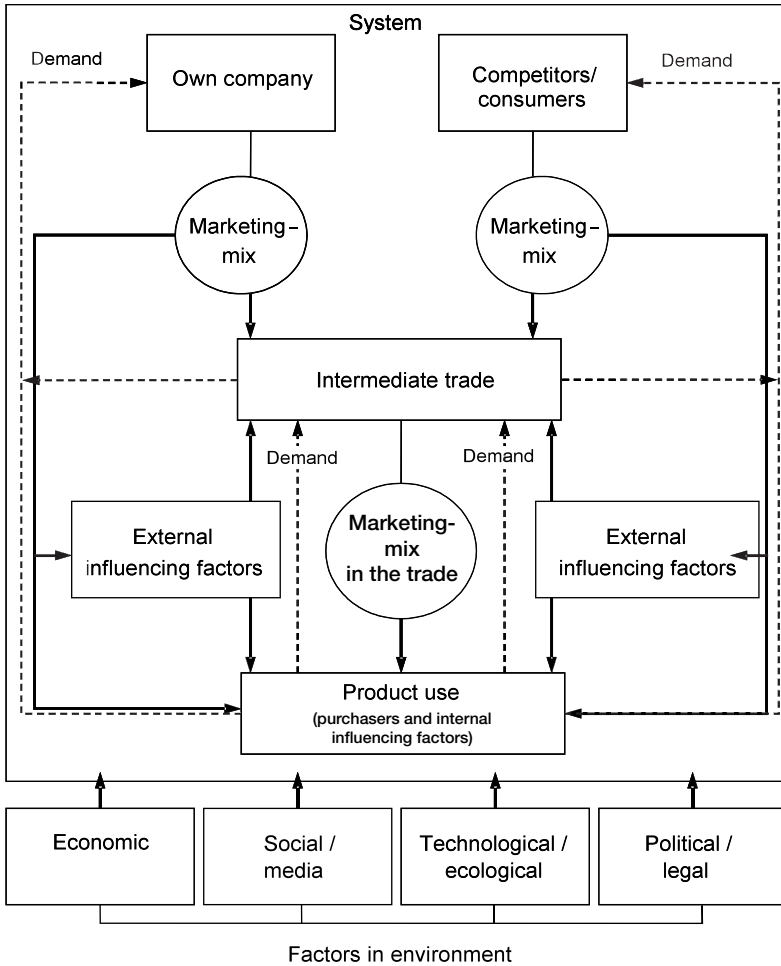 System
Demand
Own company
Competitors/
consumers
Demand
Marketing–
mix
Marketing–
mix
Intermediate trade
Demand
Demand
External
influencing factors
Marketing-
mix
in the trade
External
influencing factors
Product use
(purchasers and internal
influencing factors)
Economic
Social /
media
Technological /
ecological
Political /
legal
Factors in environment